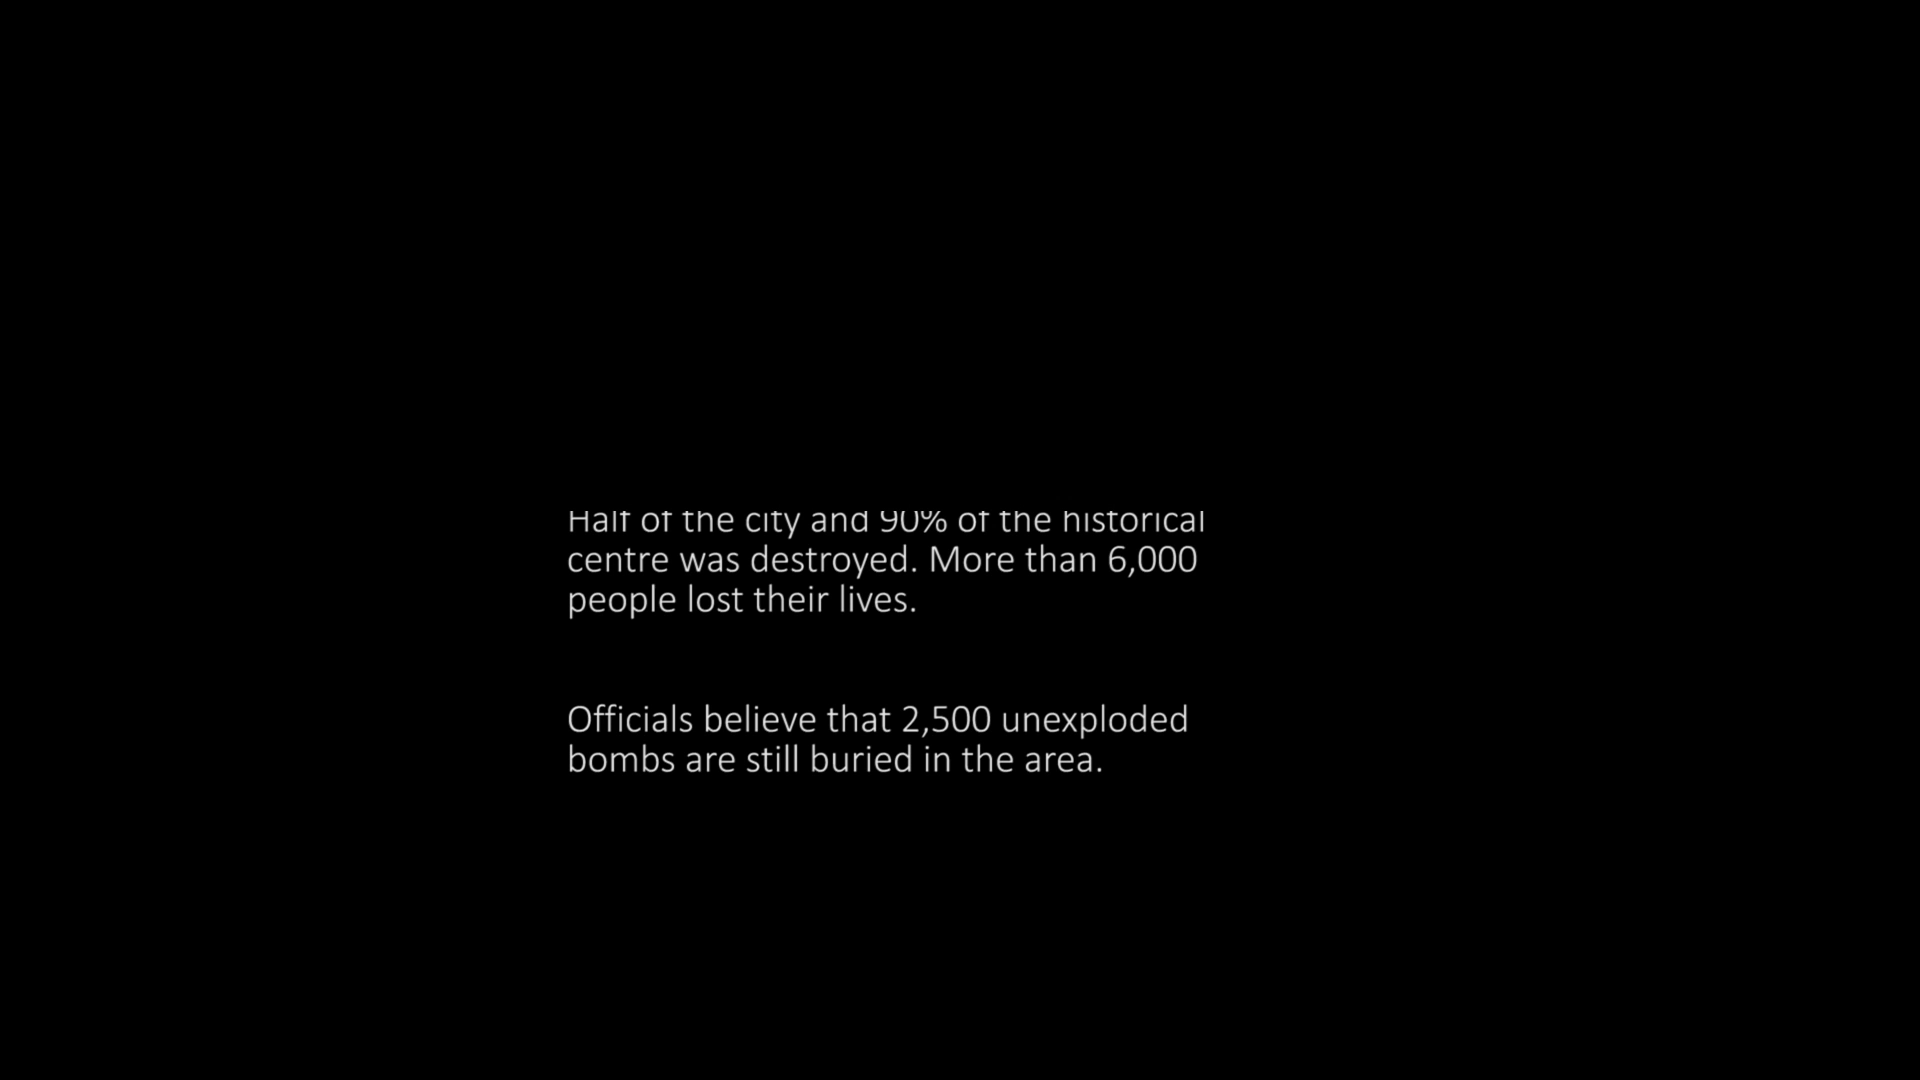 Half of the city and 90% of the historical
centre was destroyed. More than 6,000
people lost their lives.
Officials believe that 2,500 unexploded
bombs are still buried in the area.